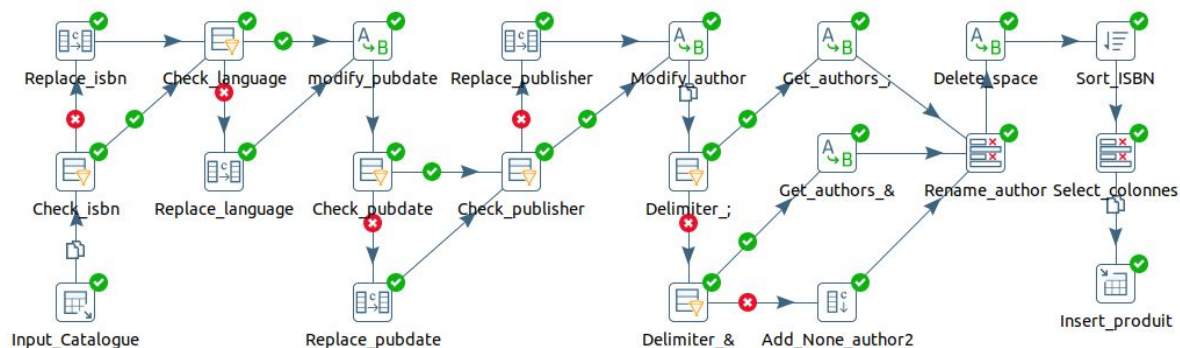 Replace_isbn
Check_language
modify_pubdate
Replace_publisher
Modify_author
Get_authors_;
Delete_space
Sort_ISBN
Check_isbn
Replace_language
Check_pubdate
Check_publisher
Delimiter_;
Get_authors_&
Rename_author
Select_colonnes
Input_Catalogue
Replace_pubdate
Delimiter_&
Add_None_author2
Insert_produit